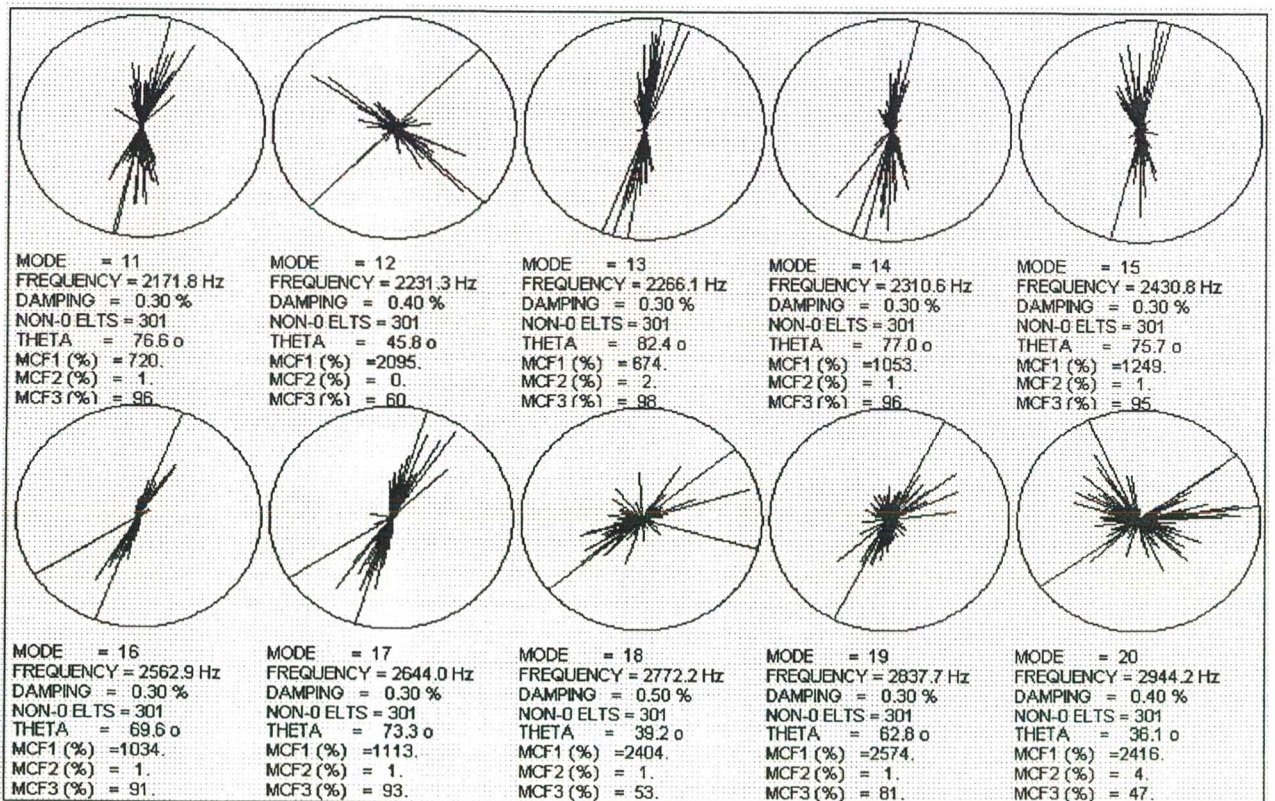 MODE = 11
FREQUENCY = 2171.8 Hz
DAMPING = 0.30 %
NON-0 ELTS = 301
THETA = 76.6 o
MCF1 (%) = 720.
MCF2 (%) = 1.
MCF3 (%) = 96.
MODE = 12
FREQUENCY = 2231.3 Hz
DAMPING = 0.40 %
NON-0 ELTS = 301
THETA = 45.8 o
MCF1 (%) =2095.
MCF2 (%) = 0.
MCF3 (%) = 60.
MODE = 13
FREQUENCY = 2266.1 Hz
DAMPING = 0.30 %
NON-0 ELTS = 301
THETA = 82.4 o
MCF1 (%) = 674.
MCF2 (%) = 2.
MCF3 (%) = 98.
MODE = 14
FREQUENCY = 2310.6 Hz
DAMPING = 0.30 %
NON-0 ELTS = 301
THETA = 77.0 o
MCF1 (%) =1053.
MCF2 (%) = 1.
MCF3 (%) = 96.
MODE = 15
FREQUENCY = 2430.8 Hz
DAMPING = 0.30 %
NON-0 ELTS = 301
THETA = 75.7 o
MCF1 (%) =1249.
MCF2 (%) = 1.
MCF3 (%) = 95.
MODE = 16
FREQUENCY = 2562.9 Hz
DAMPING = 0.30 %
NON-0 ELTS = 301
THETA = 69.6 o
MCF1 (%) =1034.
MCF2 (%) = 1.
MCF3 (%) = 91.
MODE = 17
FREQUENCY = 2644.0 Hz
DAMPING = 0.30 %
NON-0 ELTS = 301
THETA = 73.3 o
MCF1 (%) =1113.
MCF2 (%) = 1.
MCF3 (%) = 93.
MODE = 18
FREQUENCY = 2772.2 Hz
DAMPING = 0.50 %
NON-0 ELTS = 301
THETA = 39.2 o
MCF1 (%) =2404.
MCF2 (%) = 1.
MCF3 (%) = 53.
MODE = 19
FREQUENCY = 2837.7 Hz
DAMPING = 0.30 %
NON-0 ELTS = 301
THETA = 62.8 o
MCF1 (%) =2574.
MCF2 (%) = 1.
MCF3 (%) = 81.
MODE = 20
FREQUENCY = 2944.2 Hz
DAMPING = 0.40 %
NON-0 ELTS = 301
THETA = 36.1 o
MCF1 (%) =2416.
MCF2 (%) = 4.
MCF3 (%) = 47.